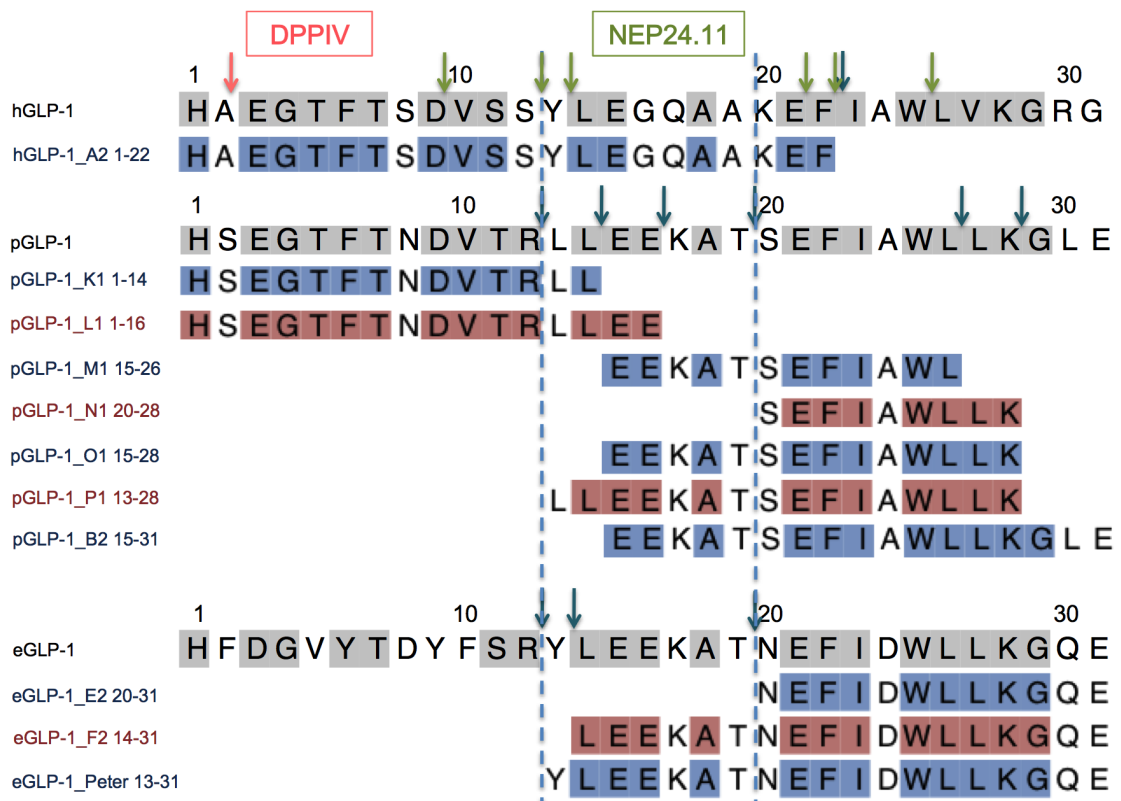 DPPIV NEP24.11
1 10 20 30
hGLP-1 H A E G T F T S D V S S Y L E G Q A A K E F I A W L V K G R G
hGLP-1_A2 1-22 H A E G T F T S D V S S Y L E G Q A A K E F
1 10 20 30
pGLP-1 H S E G T F T N D V T R L L E E K A T S E F I A W L L K G L E
pGLP-1_K1 1-14 H S E G T F T N D V T R L L
pGLP-1_L1 1-16 H S E G T F T N D V T R L L E E
pGLP-1_M1 15-26 E E K A T S E F I A W L
pGLP-1_N1 20-28 S E F I A W L L K
pGLP-1_O1 15-28 E E K A T S E F I A W L L K
pGLP-1_P1 13-28 L L E E K A T S E F I A W L L K
pGLP-1_B2 15-31 E E K A T S E F I A W L L K G L E
1 10 20 30
eGLP-1 H F D G V Y T D Y F S R Y L E E K A T N E F I D W L L K G Q E
eGLP-1_E2 20-31 N E F I D W L L K G Q E
eGLP-1_F2 14-31 L E E K A T N E F I D W L L K G Q E
eGLP-1_Peter 13-31 Y L E E K A T N E F I D W L L K G Q E